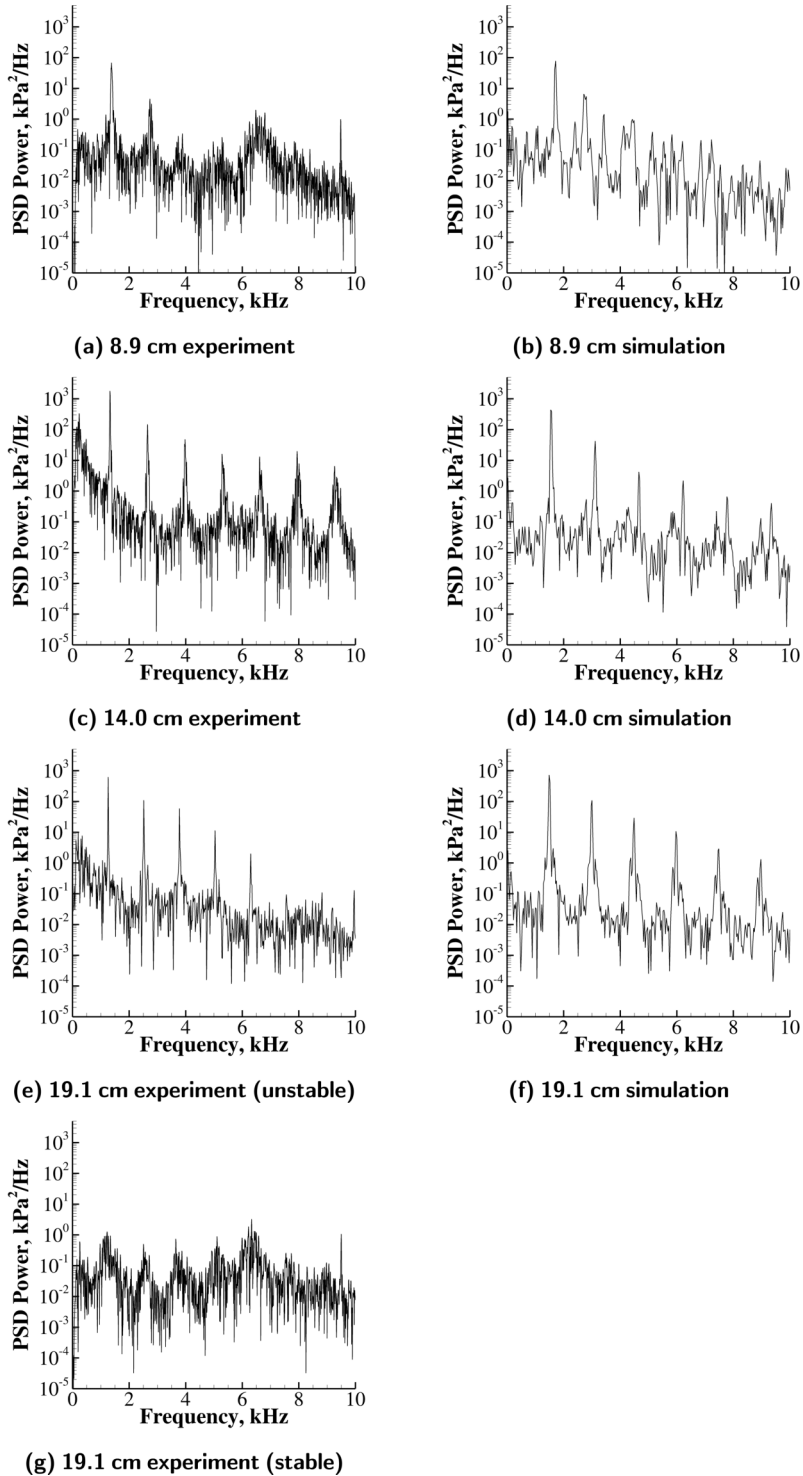 PSD Power, kPa²/Hz
10³
10²
10¹
10⁰
10⁻¹
10⁻²
10⁻³
10⁻⁴
10⁻⁵
0 2 4 6 8 10
Frequency, kHz
(a) 8.9 cm experiment
PSD Power, kPa²/Hz
10³
10²
10¹
10⁰
10⁻¹
10⁻²
10⁻³
10⁻⁴
10⁻⁵
0 2 4 6 8 10
Frequency, kHz
(b) 8.9 cm simulation
PSD Power, kPa²/Hz
10³
10²
10¹
10⁰
10⁻¹
10⁻²
10⁻³
10⁻⁴
10⁻⁵
0 2 4 6 8 10
Frequency, kHz
(c) 14.0 cm experiment
PSD Power, kPa²/Hz
10³
10²
10¹
10⁰
10⁻¹
10⁻²
10⁻³
10⁻⁴
10⁻⁵
0 2 4 6 8 10
Frequency, kHz
(d) 14.0 cm simulation
PSD Power, kPa²/Hz
10³
10²
10¹
10⁰
10⁻¹
10⁻²
10⁻³
10⁻⁴
10⁻⁵
0 2 4 6 8 10
Frequency, kHz
(e) 19.1 cm experiment (unstable)
PSD Power, kPa²/Hz
10³
10²
10¹
10⁰
10⁻¹
10⁻²
10⁻³
10⁻⁴
10⁻⁵
0 2 4 6 8 10
Frequency, kHz
(f) 19.1 cm simulation
PSD Power, kPa²/Hz
10³
10²
10¹
10⁰
10⁻¹
10⁻²
10⁻³
10⁻⁴
10⁻⁵
0 2 4 6 8 10
Frequency, kHz
(g) 19.1 cm experiment (stable)